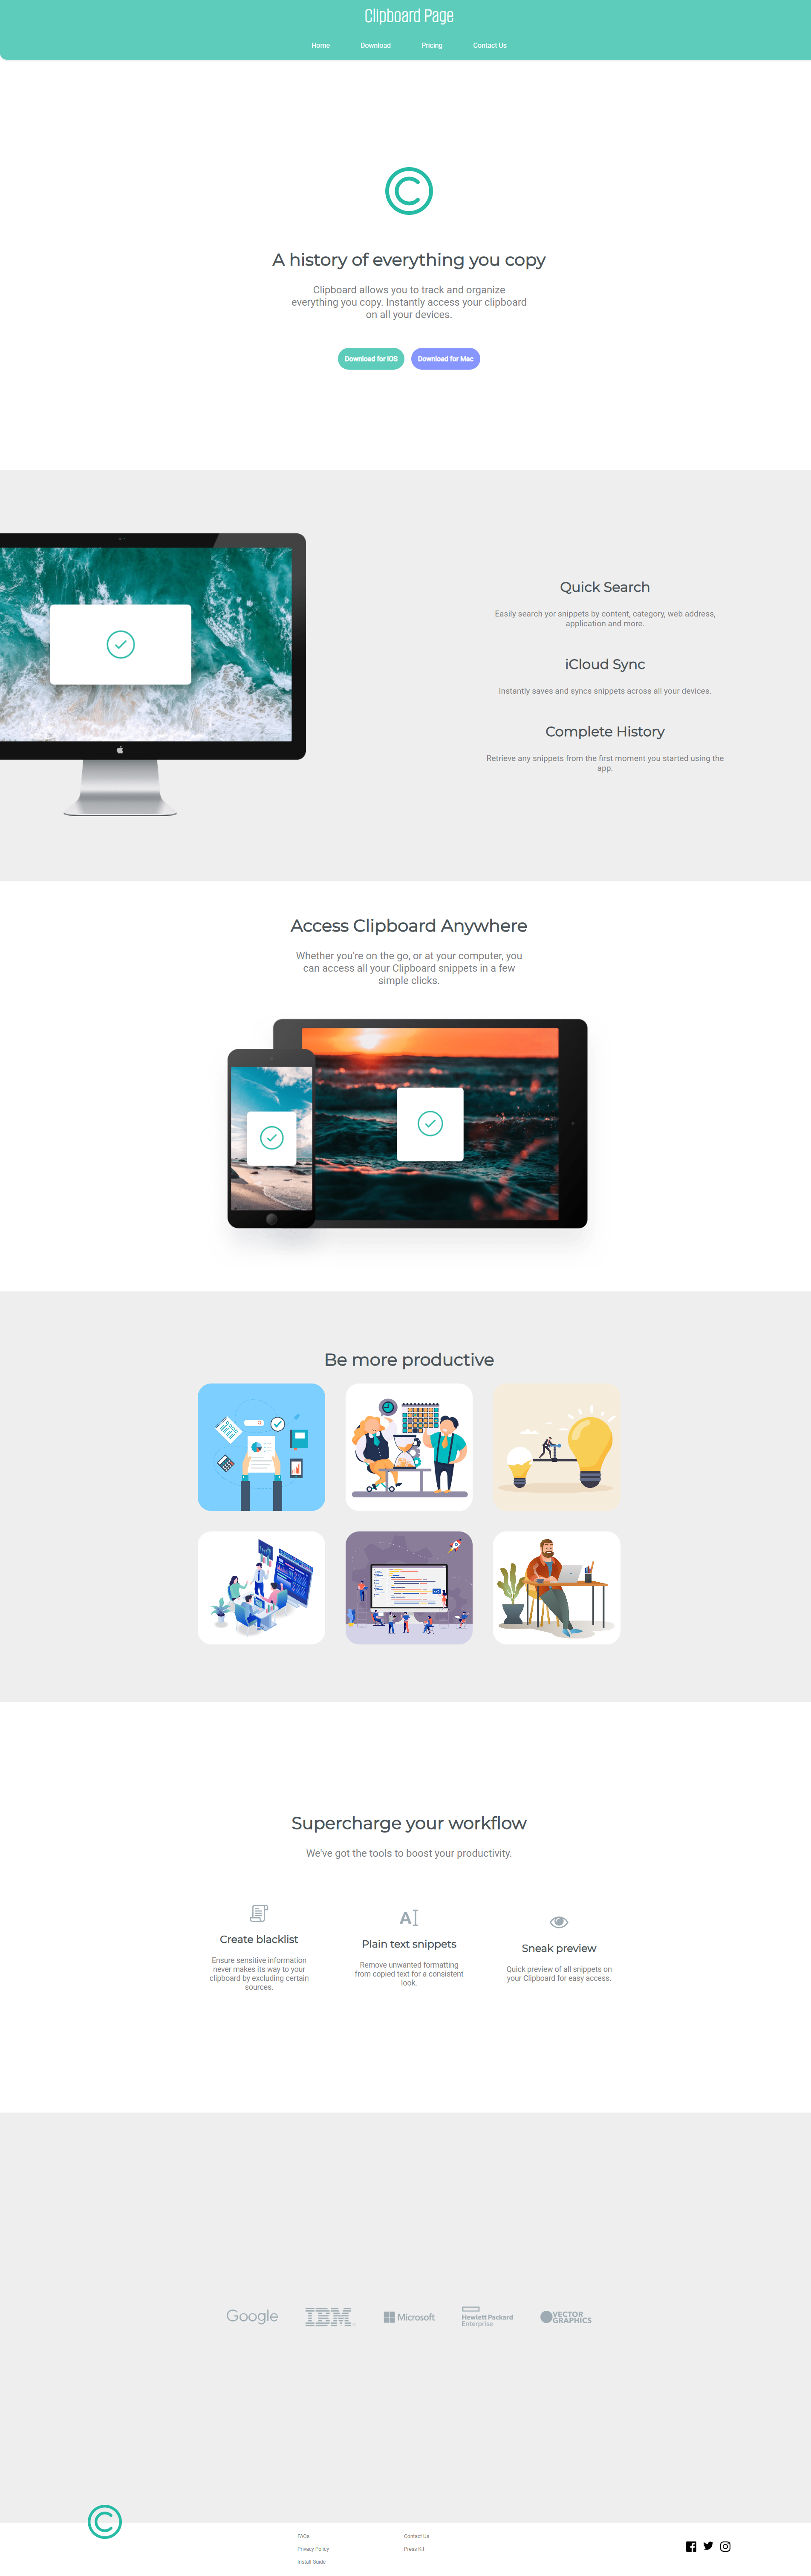 Clipboard Page
Home Download Pricing Contact Us
A history of everything you copy
Clipboard allows you to track and organize
everything you copy. Instantly access your clipboard
on all your devices.
Download for iOS Download for Mac
Quick Search
Easily search yor snippets by content, category, web address,
application and more.
iCloud Sync
Instantly saves and syncs snippets across all your devices.
Complete History
Retrieve any snippets from the first moment you started using the
app.
Access Clipboard Anywhere
Whether you're on the go, or at your computer, you
can access all your Clipboard snippets in a few
simple clicks.
Be more productive
Supercharge your workflow
We've got the tools to boost your productivity.
Create blacklist
Ensure sensitive information
never makes its way to your
clipboard by excluding certain
sources.
Plain text snippets
Remove unwanted formatting
from copied text for a consistent
look.
Sneak preview
Quick preview of all snippets on
your Clipboard for easy access.
Google
IBM
Microsoft
Hewlett Packard
Enterprise
VECTOR
GRAPHICS
FAQs
Privacy Policy
Install Guide
Contact Us
Press Kit